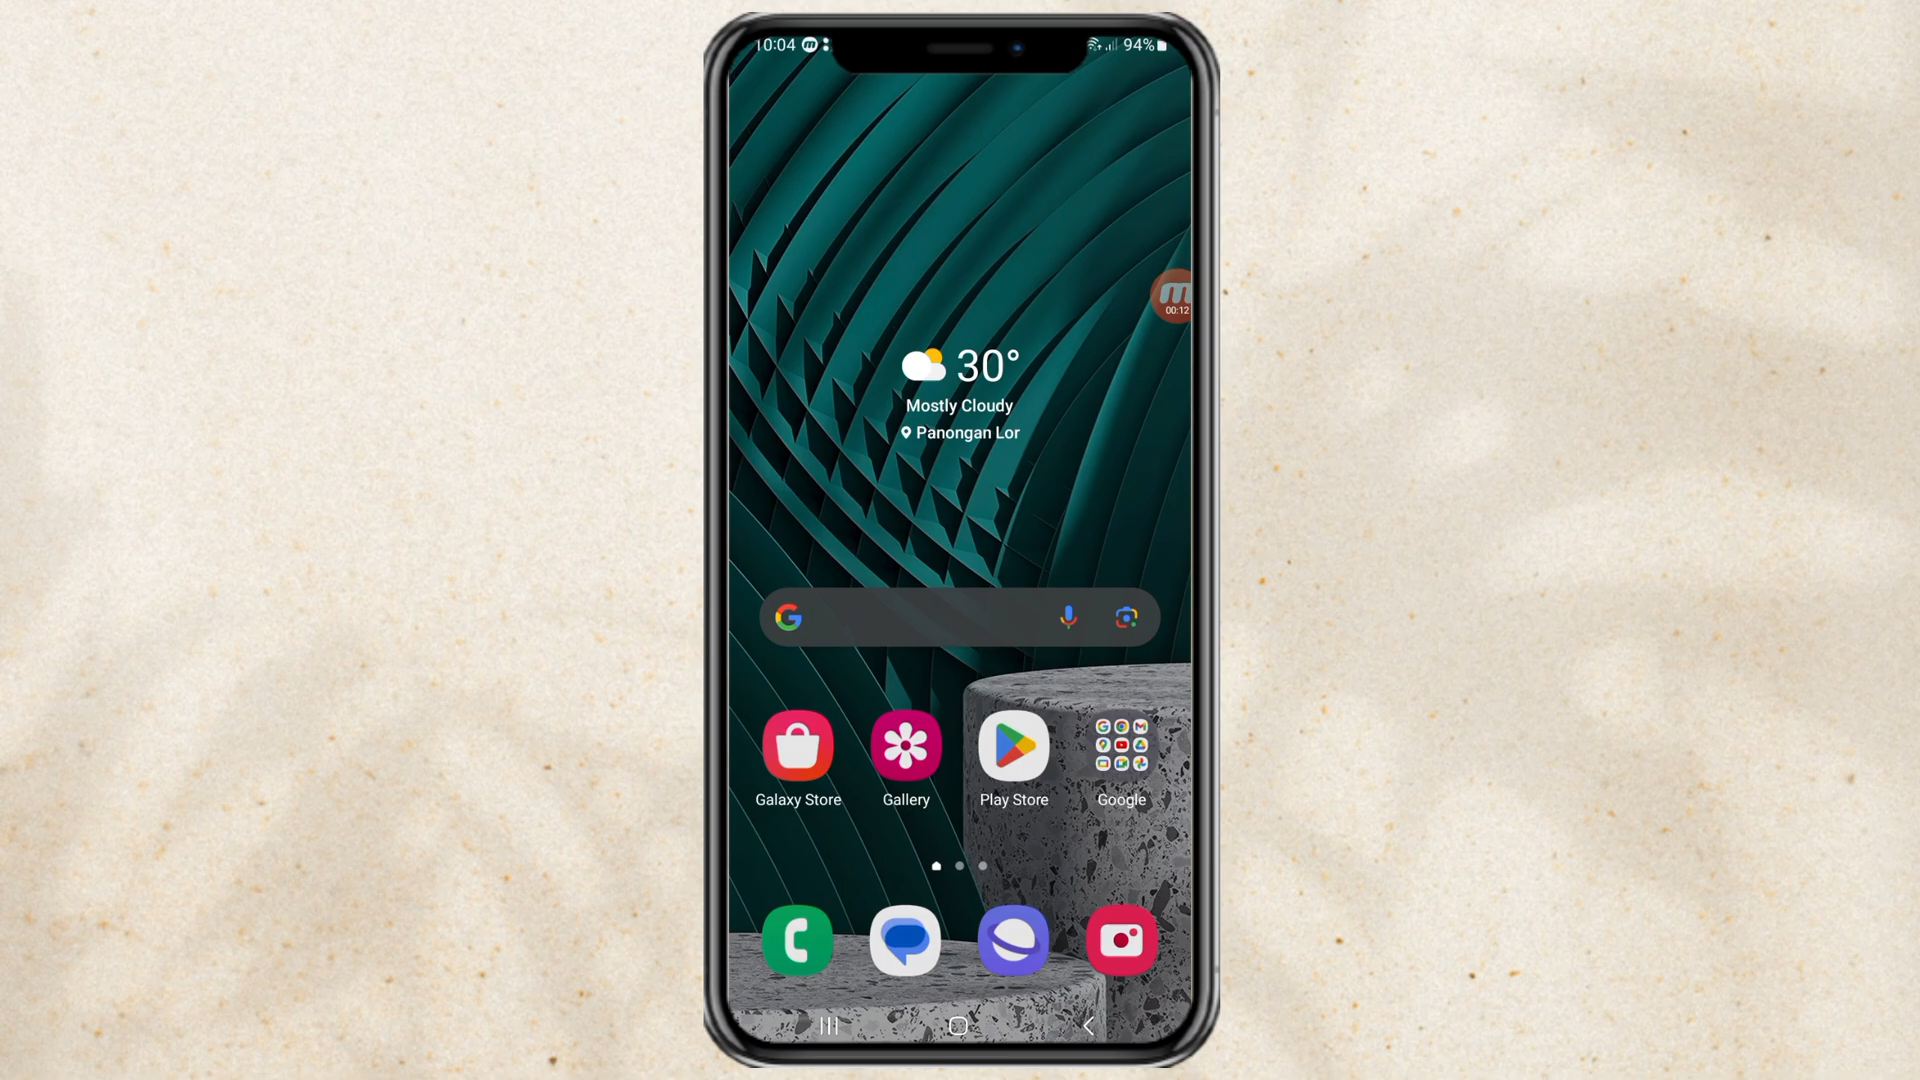 10:04
94%
m
00:12
30°
Mostly Cloudy
Panongan Lor
Galaxy Store
Gallery
Play Store
Google